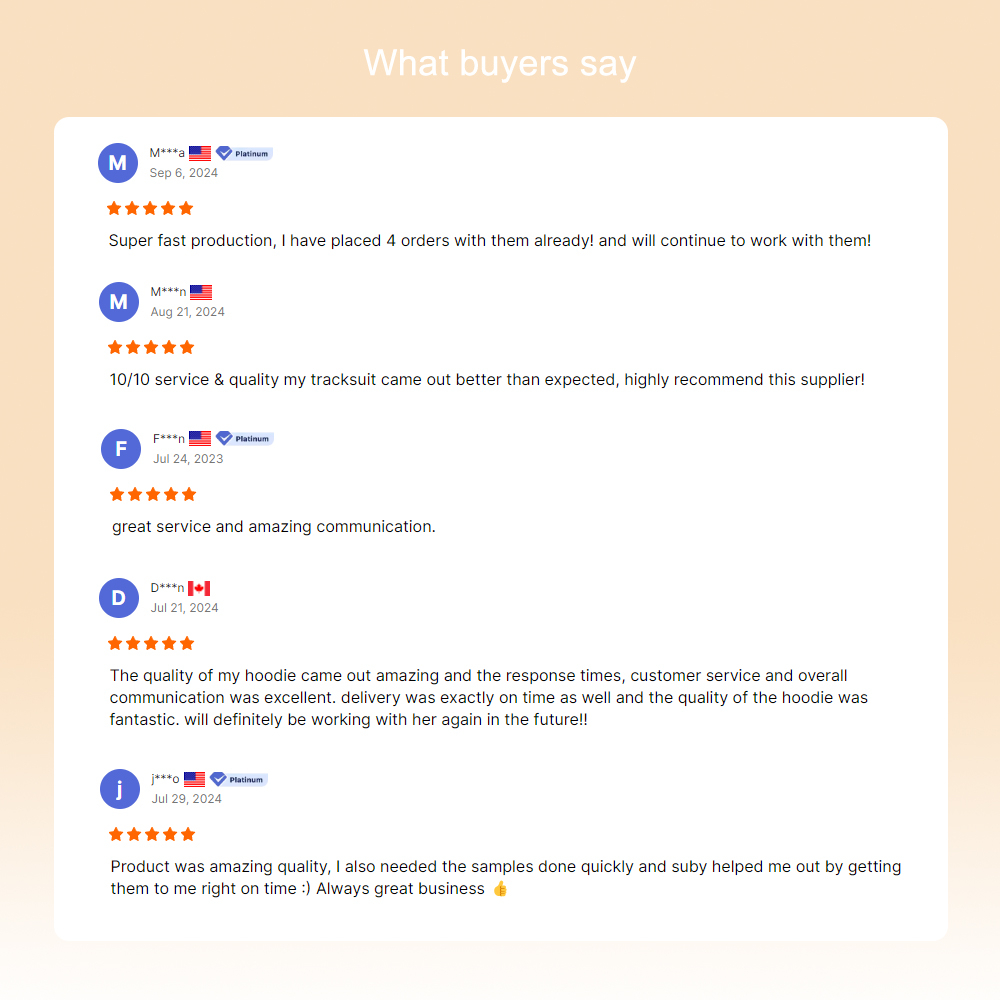 What buyers say
M
M***a Platinum
Sep 6, 2024
Super fast production, I have placed 4 orders with them already! and will continue to work with them!
M
M***n
Aug 21, 2024
10/10 service & quality my tracksuit came out better than expected, highly recommend this supplier!
F
F***n Platinum
Jul 24, 2023
great service and amazing communication.
D
D***n
Jul 21, 2024
The quality of my hoodie came out amazing and the response times, customer service and overall
communication was excellent. delivery was exactly on time as well and the quality of the hoodie was
fantastic. will definitely be working with her again in the future!!
j
j***o Platinum
Jul 29, 2024
Product was amazing quality, I also needed the samples done quickly and suby helped me out by getting
them to me right on time :) Always great business 👍